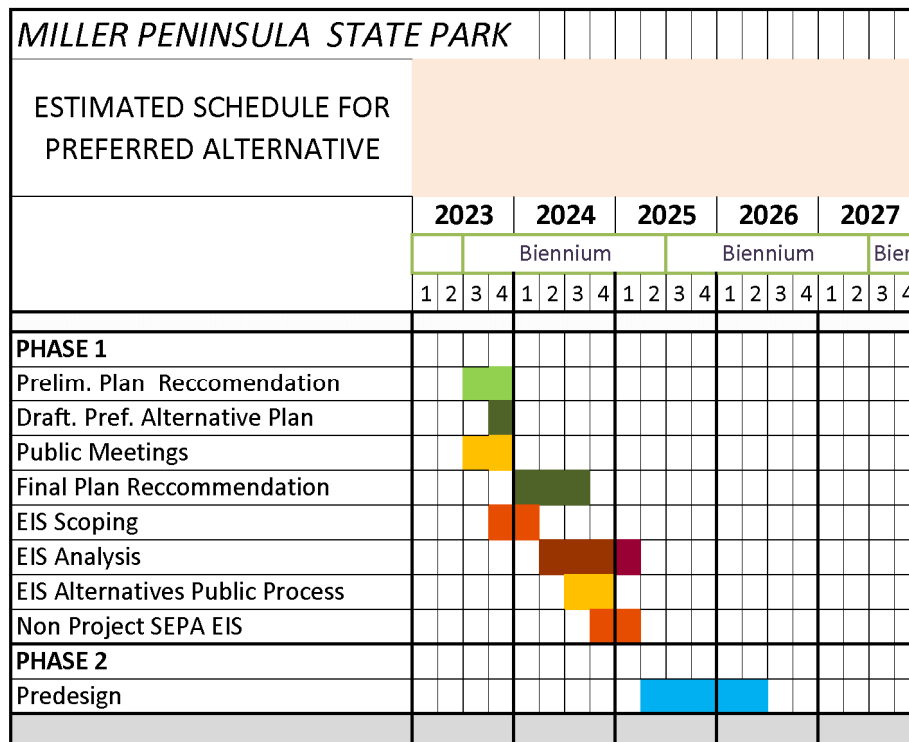 MILLER PENINSULA STATE PARK
ESTIMATED SCHEDULE FOR
PREFERRED ALTERNATIVE
2023 2024 2025 2026 2027
Biennium Biennium Bien
1 2 3 4 1 2 3 4 1 2 3 4 1 2 3 4 1 2 3 4
PHASE 1
Prelim. Plan Reccomendation
Draft. Pref. Alternative Plan
Public Meetings
Final Plan Reccommendation
EIS Scoping
EIS Analysis
EIS Alternatives Public Process
Non Project SEPA EIS
PHASE 2
Predesign